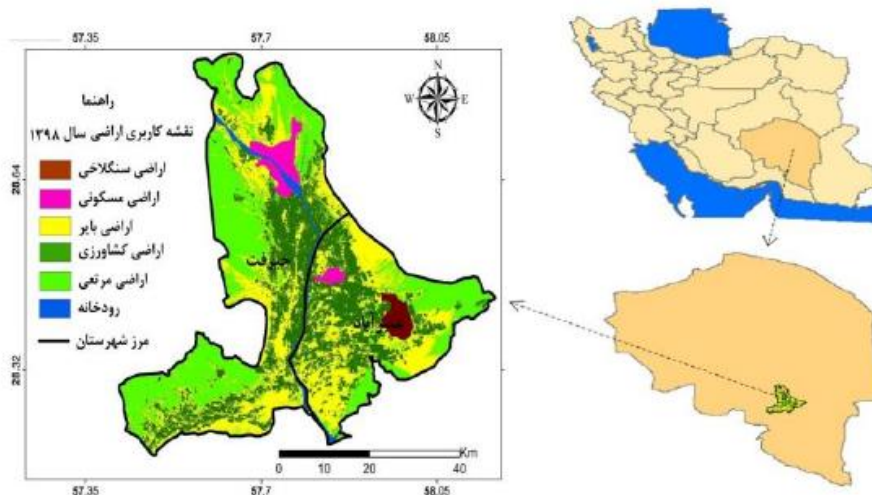 57.35 57.7 58.05
N
W E
S
راهنما
نقشه کاربری اراضی سال ۱۳۹۸
اراضی سنگلاخی
اراضی مسکونی
اراضی بایر
اراضی کشاورزی
اراضی مرتعی
رودخانه
مرز شهرستان
28.64
28.32
جیرفت
Km
0 10 20 40
57.35 57.7 58.05